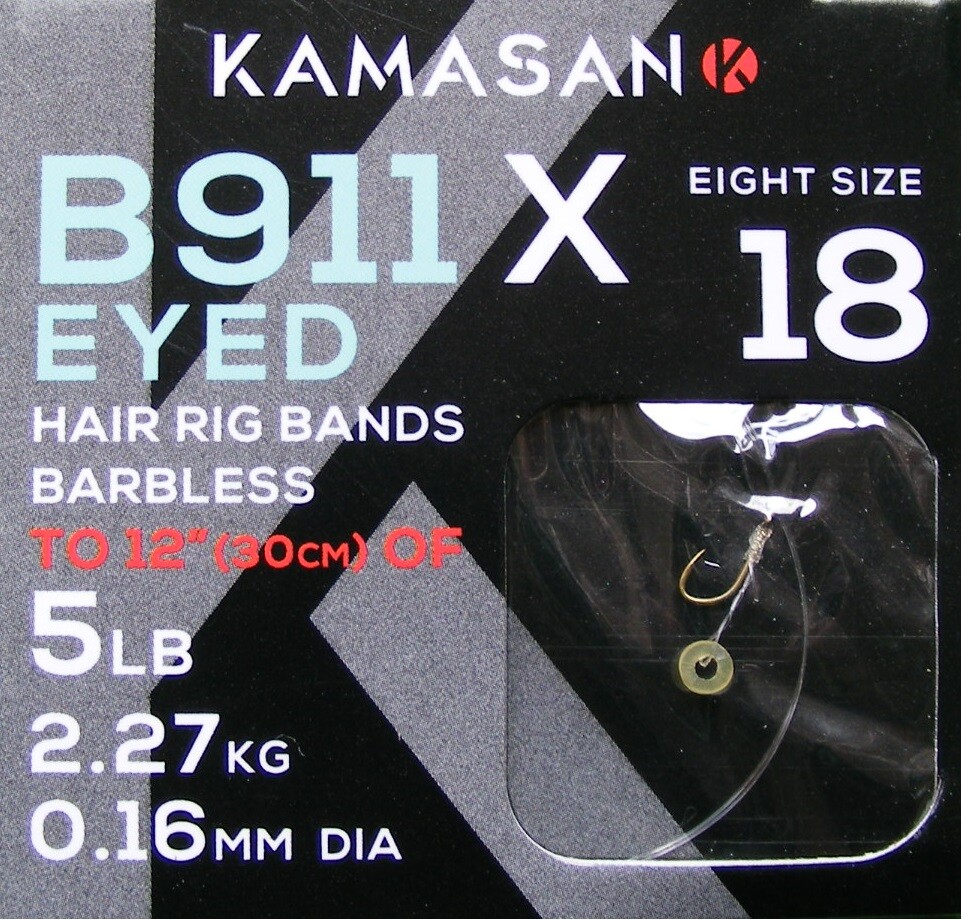 KAMASAN K
B911 X
EYED
EIGHT SIZE
18
HAIR RIG BANDS
BARBLESS
TO 12" (30CM) OF
5LB
2.27KG
0.16MM DIA